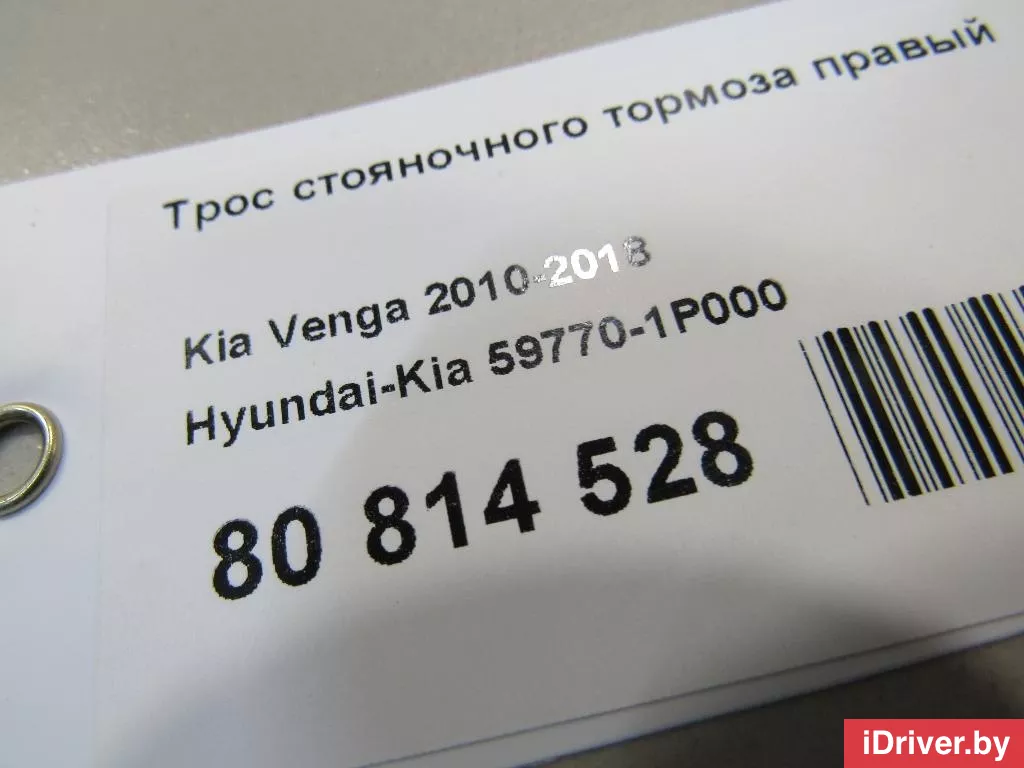 Трос стояночного тормоза правый
Kia Venga 2010-2018
Hyundai-Kia 59770-1P000
80 814 528
iDriver.by